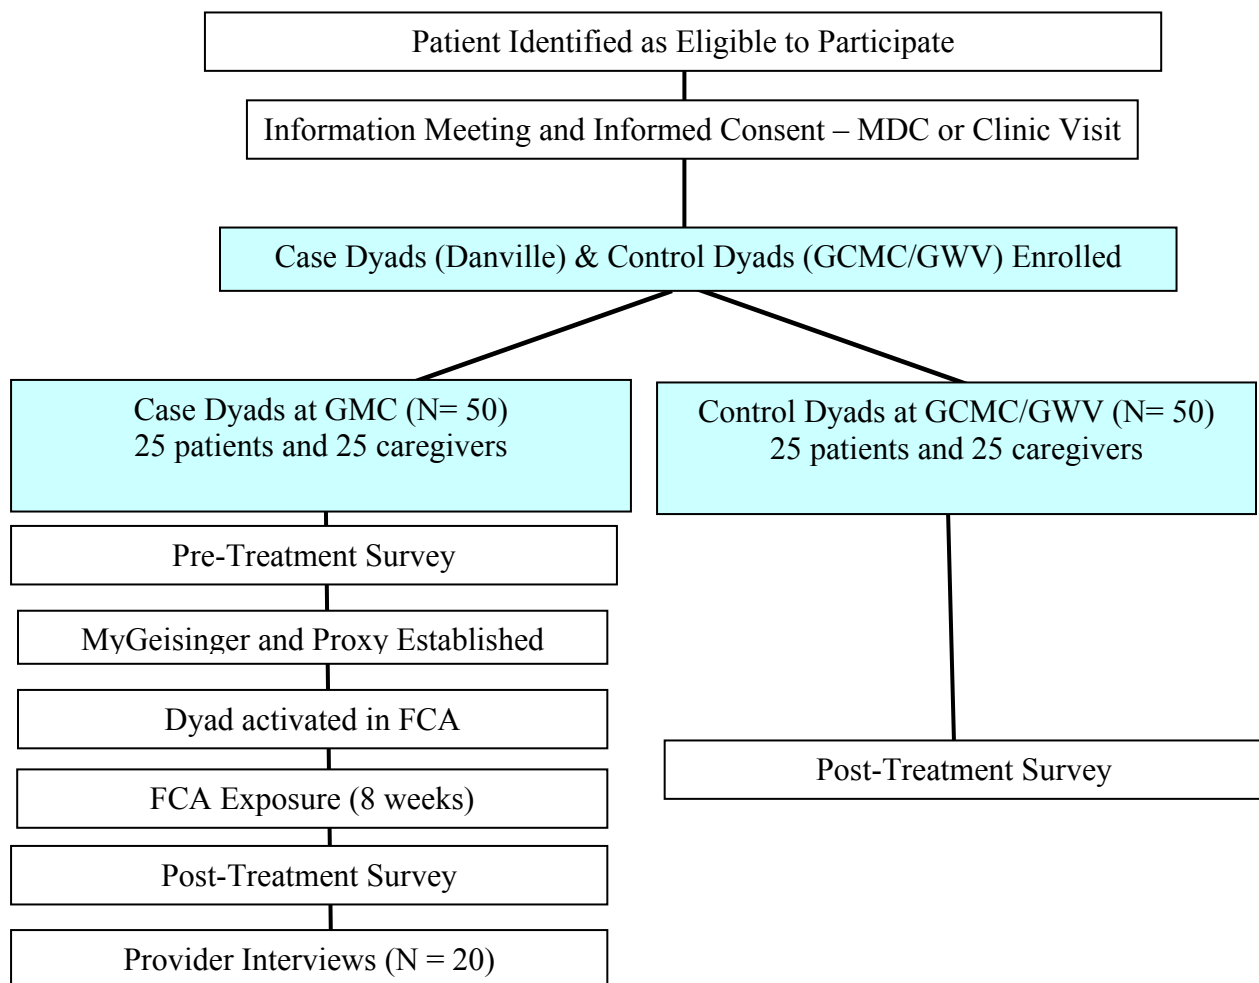 Patient Identified as Eligible to Participate
Information Meeting and Informed Consent – MDC or Clinic Visit
Case Dyads (Danville) & Control Dyads (GCMC/GWV) Enrolled
Case Dyads at GMC (N= 50)
25 patients and 25 caregivers
Control Dyads at GCMC/GWV (N= 50)
25 patients and 25 caregivers
Pre-Treatment Survey
MyGeisinger and Proxy Established
Dyad activated in FCA
FCA Exposure (8 weeks)
Post-Treatment Survey
Provider Interviews (N = 20)
Post-Treatment Survey